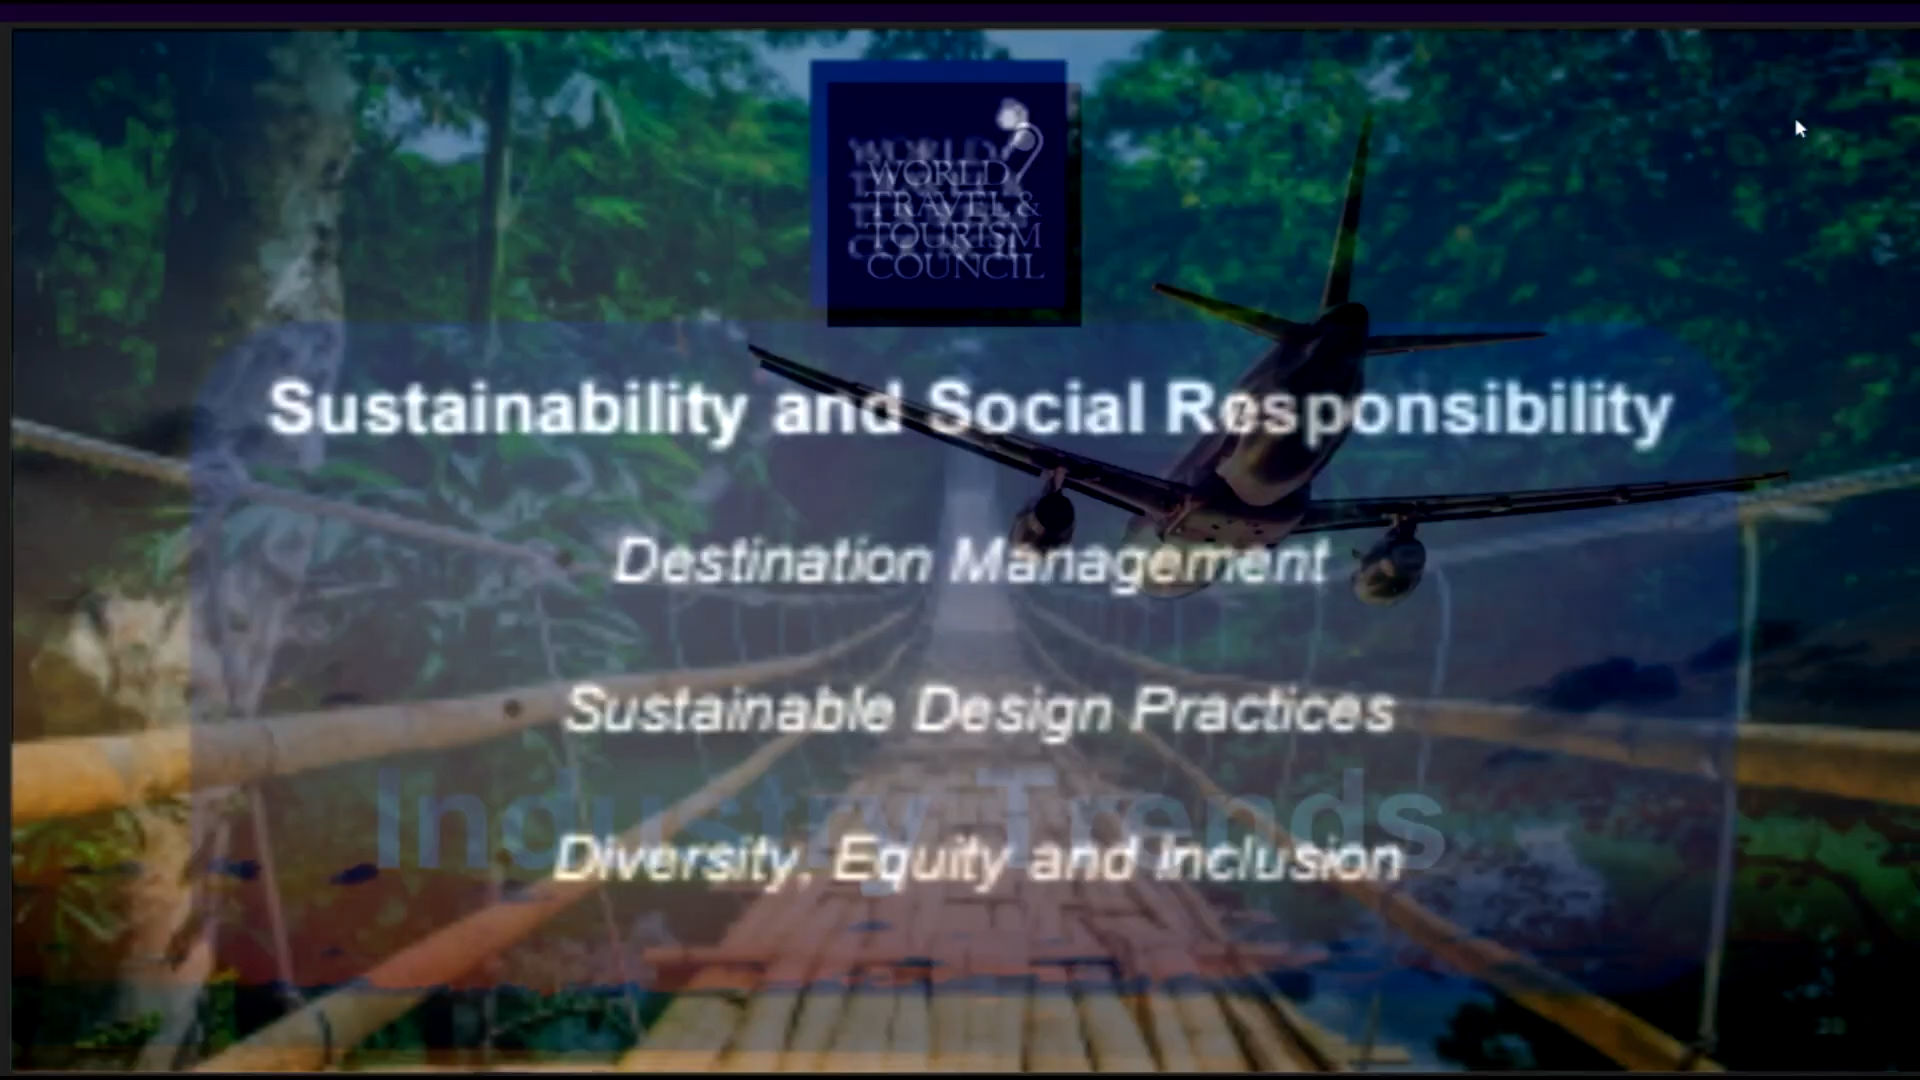 WORLD
TRAVEL &
TOURISM
COUNCIL
Sustainability and Social Responsibility
Destination Management
Sustainable Design Practices
Industry Trends
Diversity, Equity and Inclusion